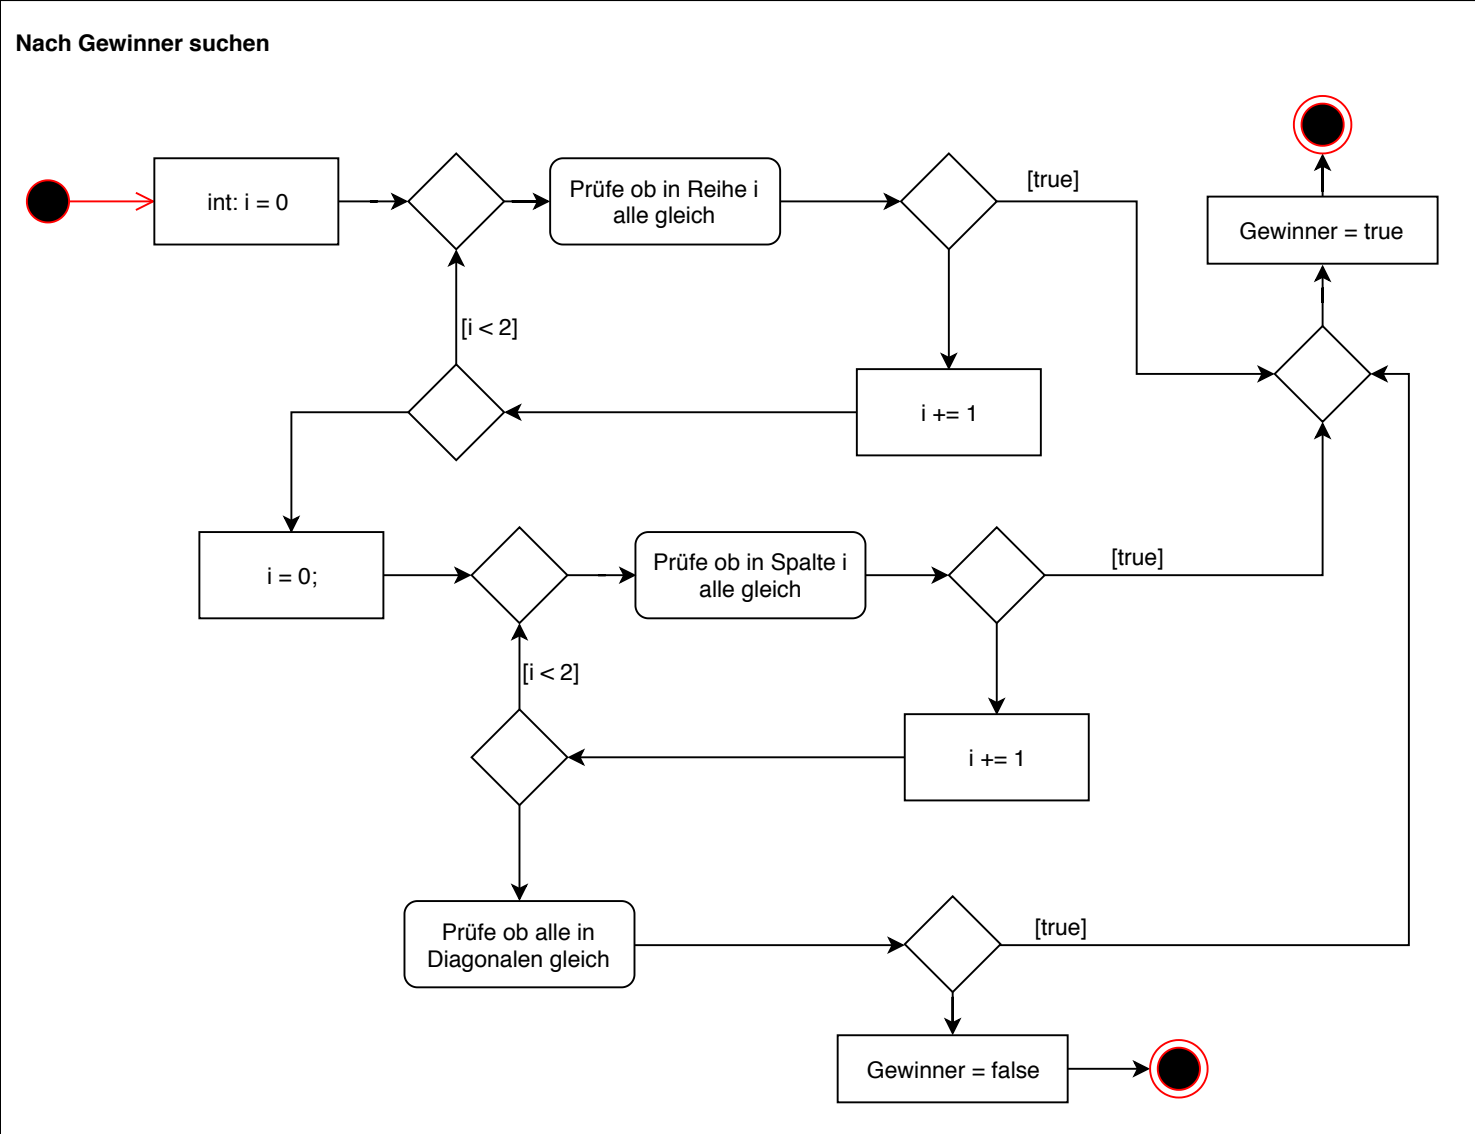 Nach Gewinner suchen
int: i = 0
Prüfe ob in Reihe i
alle gleich
[true]
Gewinner = true
[i < 2]
i += 1
i = 0;
Prüfe ob in Spalte i
alle gleich
[true]
[i < 2]
i += 1
Prüfe ob alle in
Diagonalen gleich
[true]
Gewinner = false